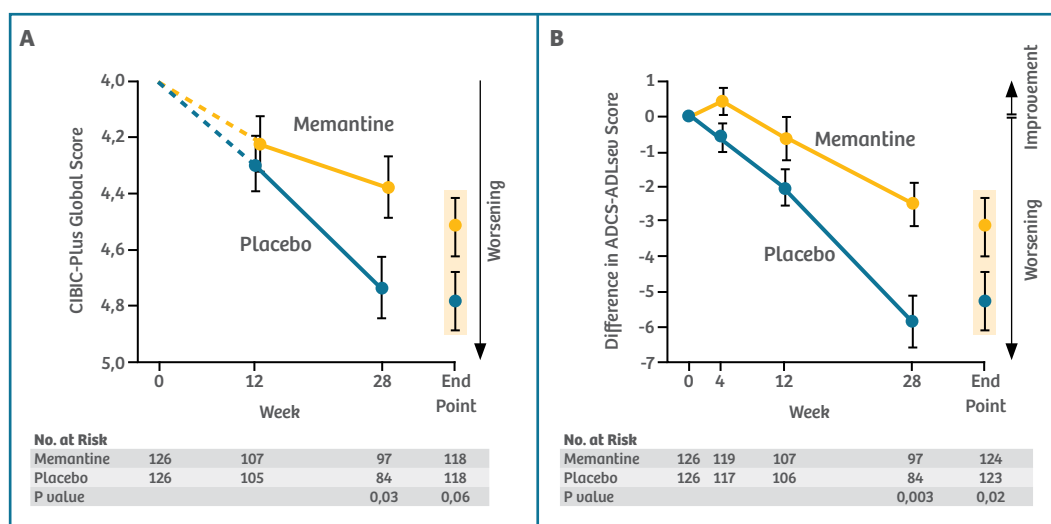 A
CIBIC-Plus Global Score
4,0
4,2
4,4
4,6
4,8
5,0
Memantine
Placebo
Worsening
0 12 28 End Point
Week
No. at Risk
Memantine 126 107 97 118
Placebo 126 105 84 118
P value 0,03 0,06
B
Difference in ADCS-ADLsev Score
1
0
-1
-2
-3
-4
-5
-6
-7
Memantine
Placebo
Improvement
Worsening
0 4 12 28 End Point
Week
No. at Risk
Memantine 126 119 107 97 124
Placebo 126 117 106 84 123
P value 0,003 0,02